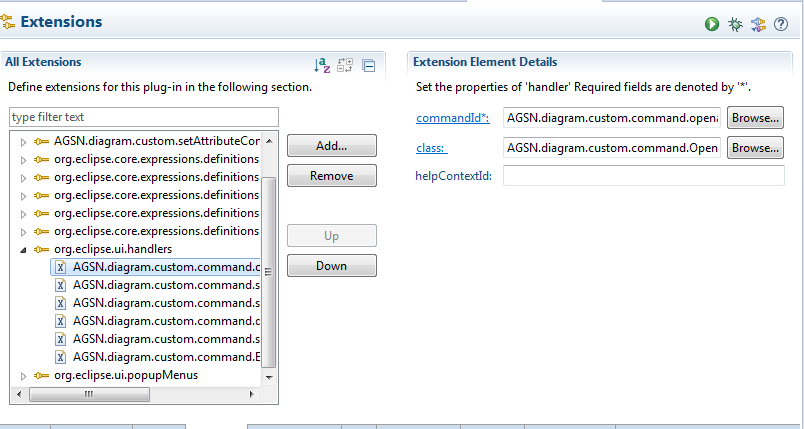 Extensions
All Extensions
Define extensions for this plug-in in the following section.
type filter text
AGSN.diagram.custom.setAttributeCor
org.eclipse.core.expressions.definitions
org.eclipse.core.expressions.definitions
org.eclipse.core.expressions.definitions
org.eclipse.core.expressions.definitions
org.eclipse.core.expressions.definitions
org.eclipse.ui.handlers
AGSN.diagram.custom.command.c
AGSN.diagram.custom.command.s
AGSN.diagram.custom.command.s
AGSN.diagram.custom.command.c
AGSN.diagram.custom.command.s
AGSN.diagram.custom.command.E
org.eclipse.ui.popupMenus
Add...
Remove
Up
Down
Extension Element Details
Set the properties of 'handler' Required fields are denoted by '*'.
commandId*: AGSN.diagram.custom.command.open Browse...
class: AGSN.diagram.custom.command.Open Browse...
helpContextId: